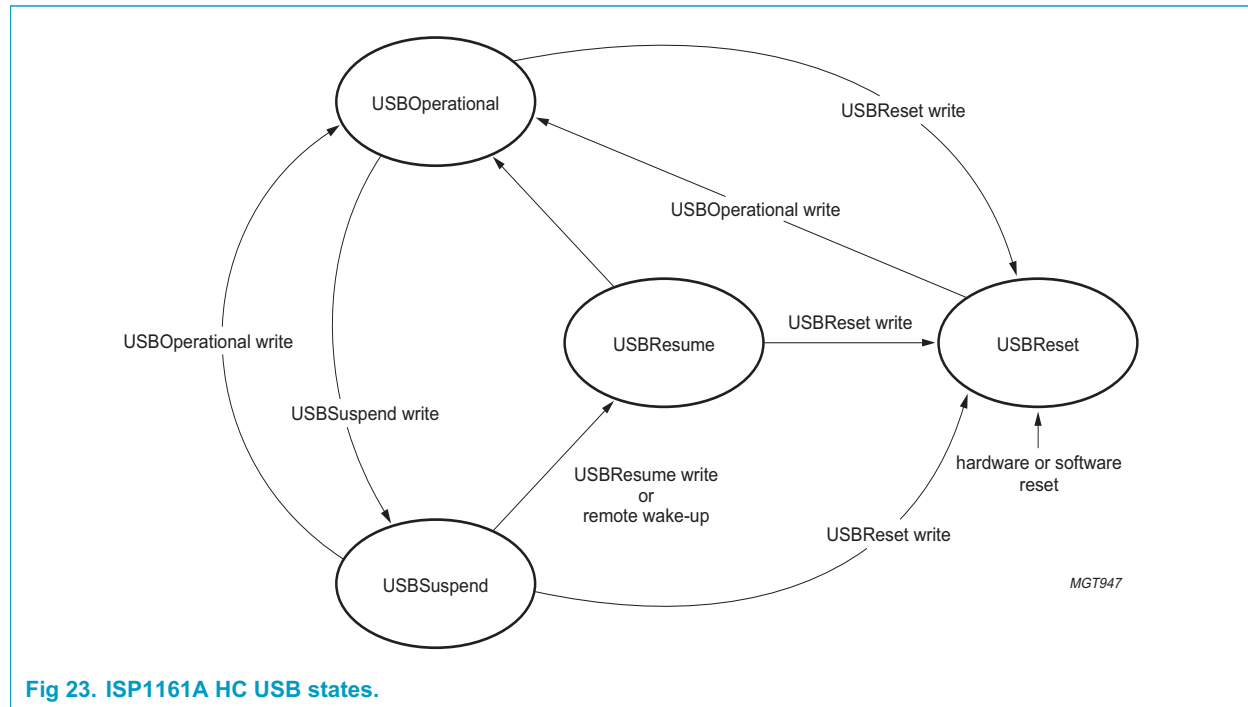 USBOperational
USBReset write
USBOperational write
USBReset write
USBResume
USBReset
USBOperational write
USBSuspend write
hardware or software
reset
USBResume write
or
remote wake-up
USBReset write
USBSuspend
MGT947
Fig 23. ISP1161A HC USB states.